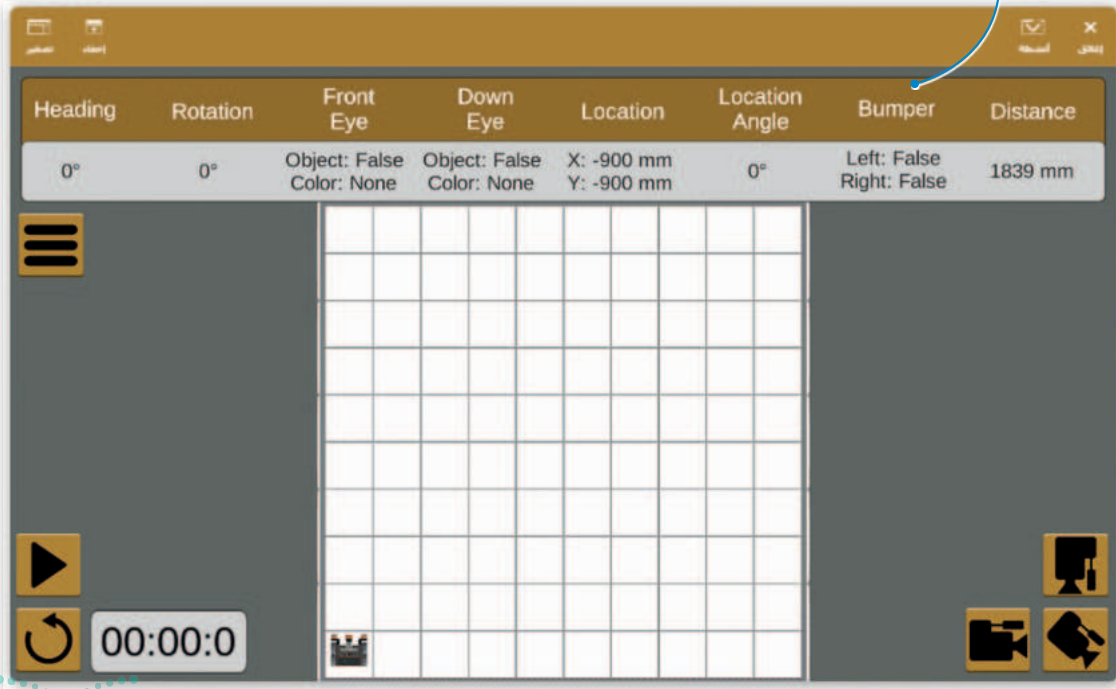 Heading
Rotation
Front
Eye
Down
Eye
Location
Location
Angle
Bumper
Distance
0°
0°
Object: False
Color: None
Object: False
Color: None
X: -900 mm
Y: -900 mm
0°
Left: False
Right: False
1839 mm
00:00:0